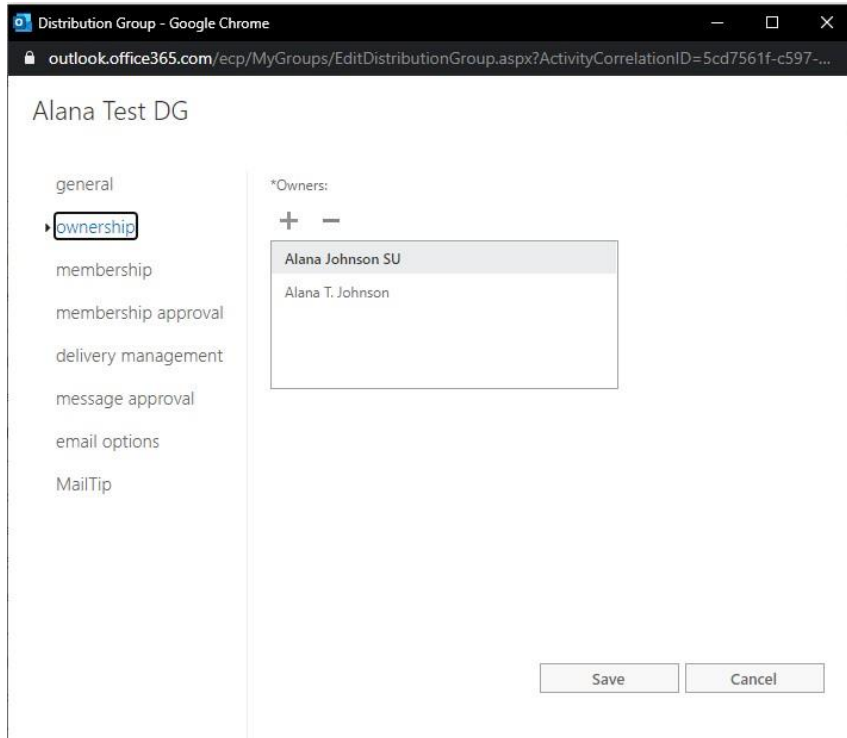 Distribution Group - Google Chrome
outlook.office365.com/ecp/MyGroups/EditDistributionGroup.aspx?ActivityCorrelationID=5cd7561f-c597-...
Alana Test DG
general
ownership
membership
membership approval
delivery management
message approval
email options
MailTip
*Owners:
Alana Johnson SU
Alana T. Johnson
Save
Cancel